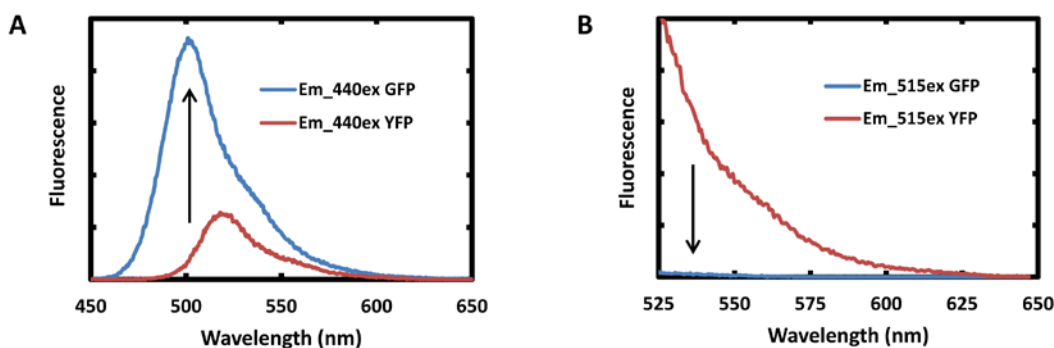 A
Fluorescence
Em_440ex GFP
Em_440ex YFP
450 500 550 600 650
Wavelength (nm)
B
Fluorescence
Em_515ex GFP
Em_515ex YFP
525 550 575 600 625 650
Wavelength (nm)